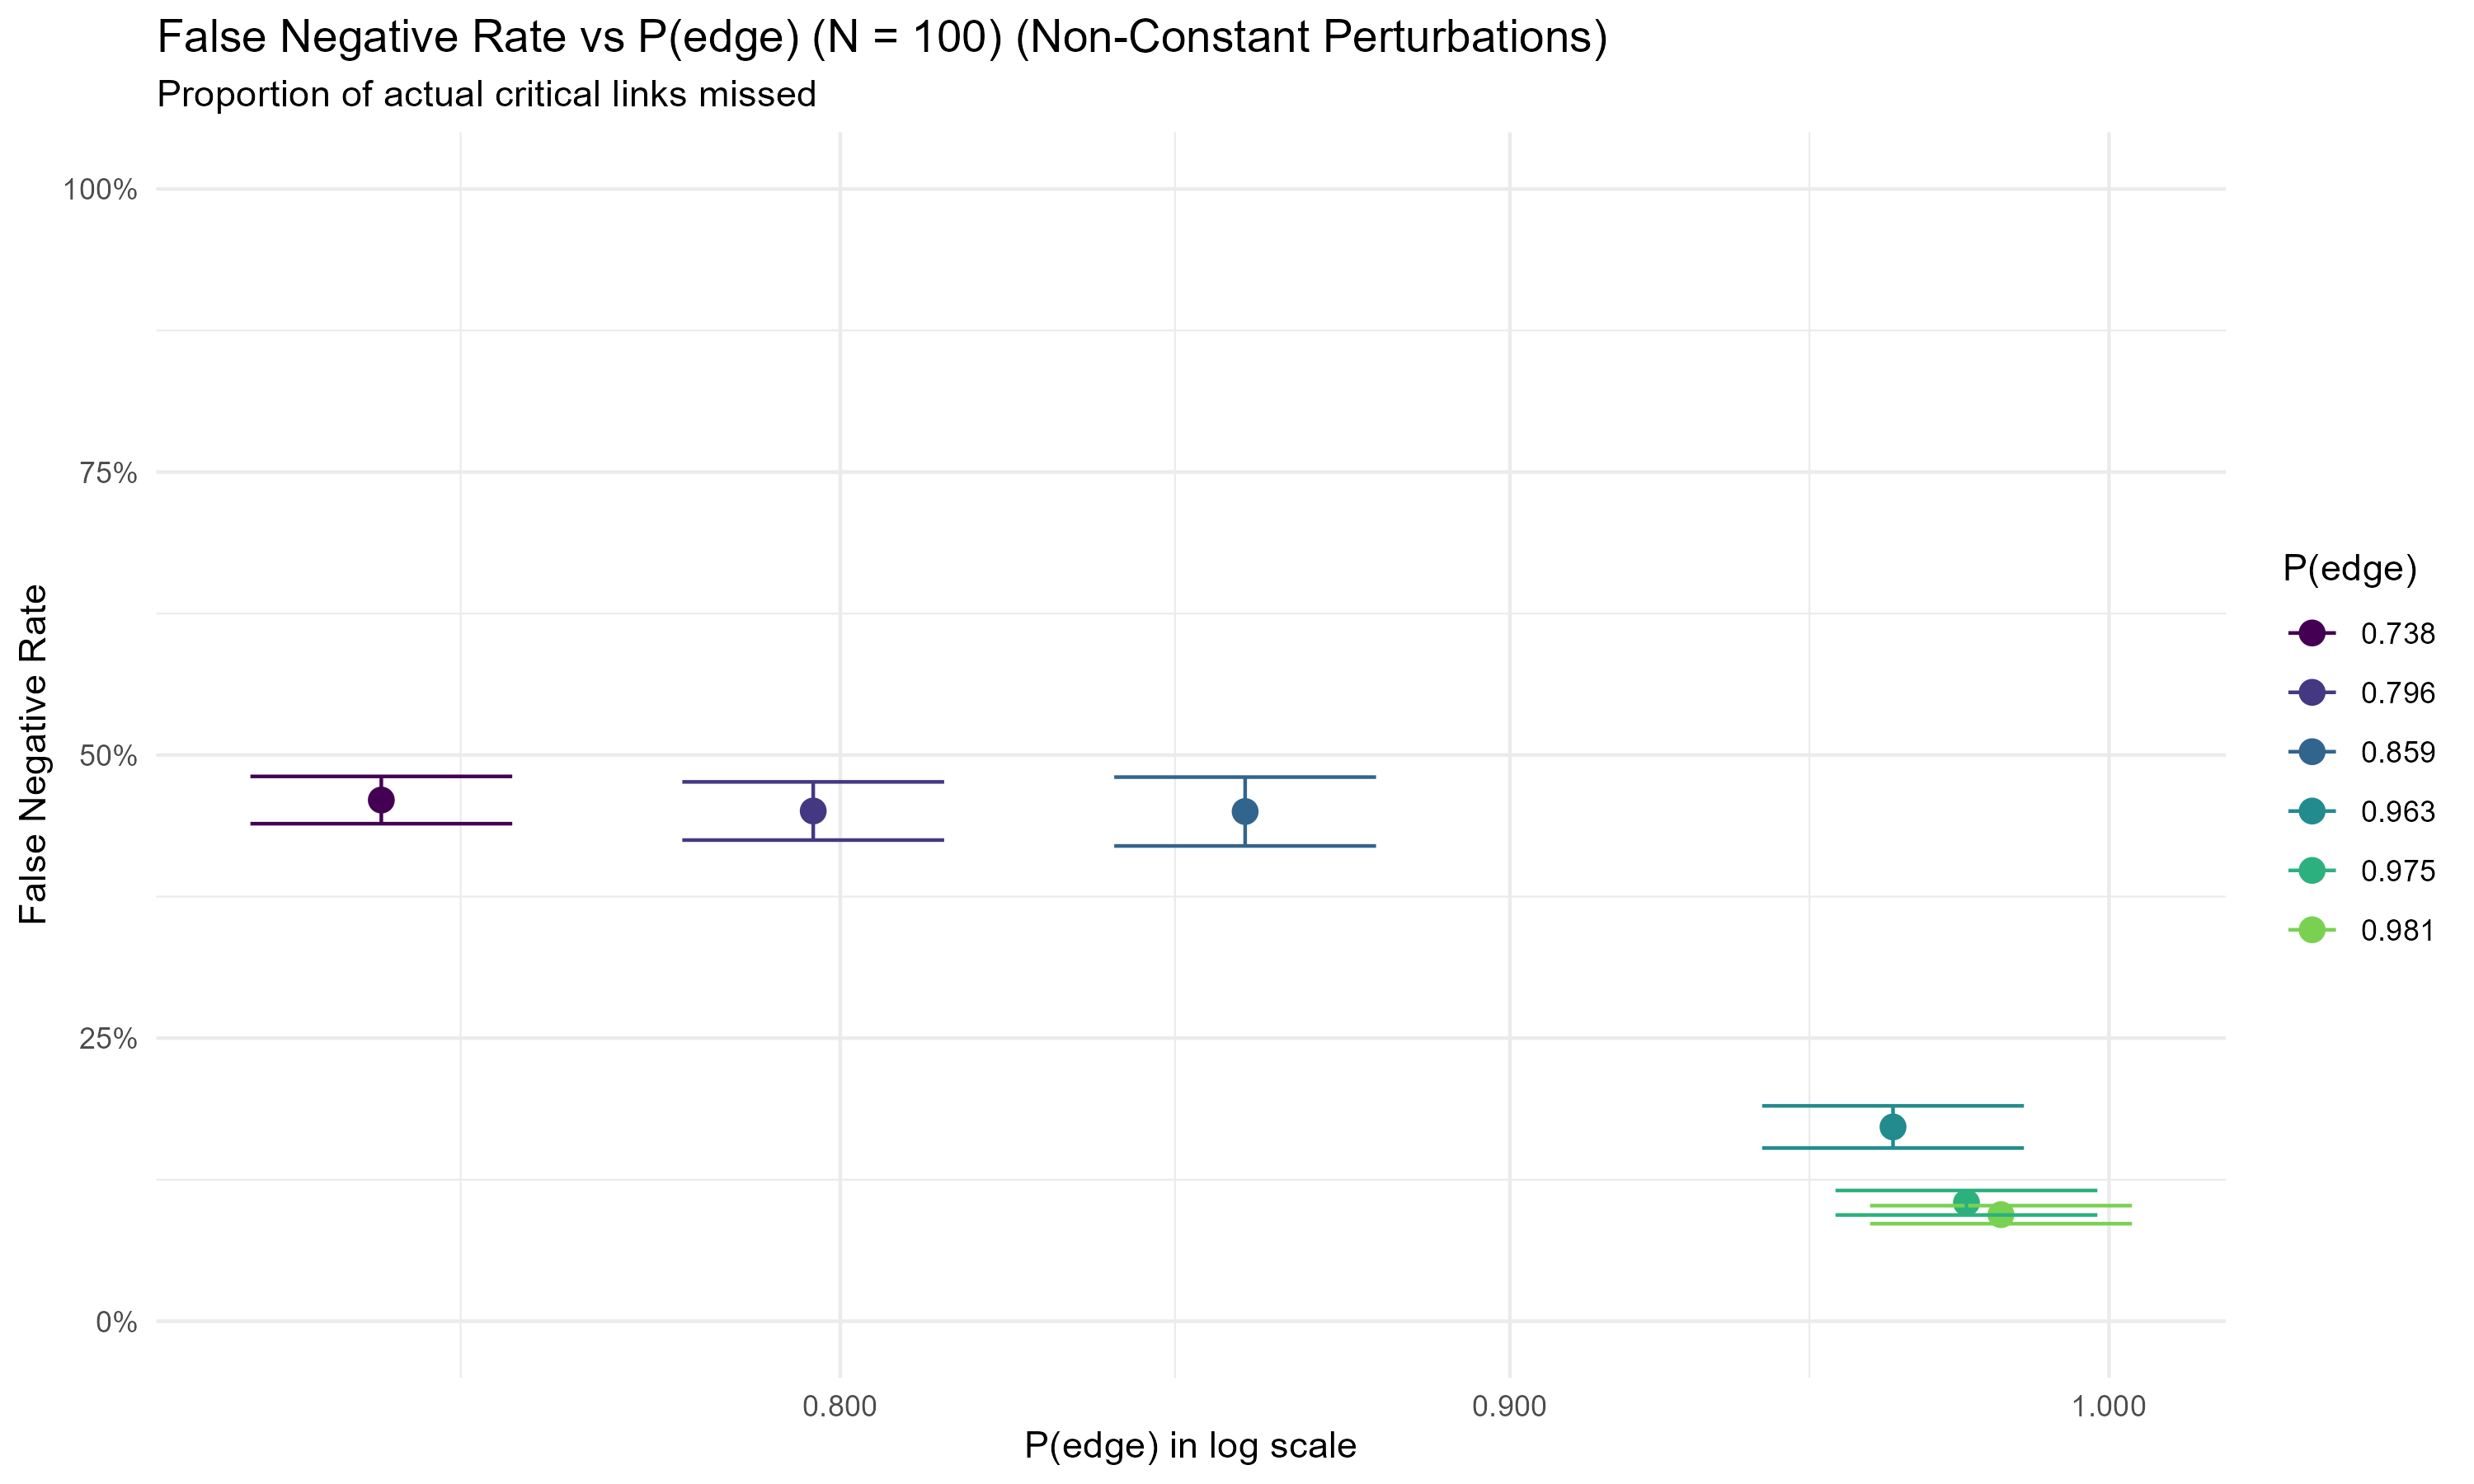 False Negative Rate vs P(edge) (N = 100) (Non-Constant Perturbations)
Proportion of actual critical links missed
100%
75%
50%
25%
0%
False Negative Rate
0.800
0.900
1.000
P(edge) in log scale
P(edge)
0.738
0.796
0.859
0.963
0.975
0.981